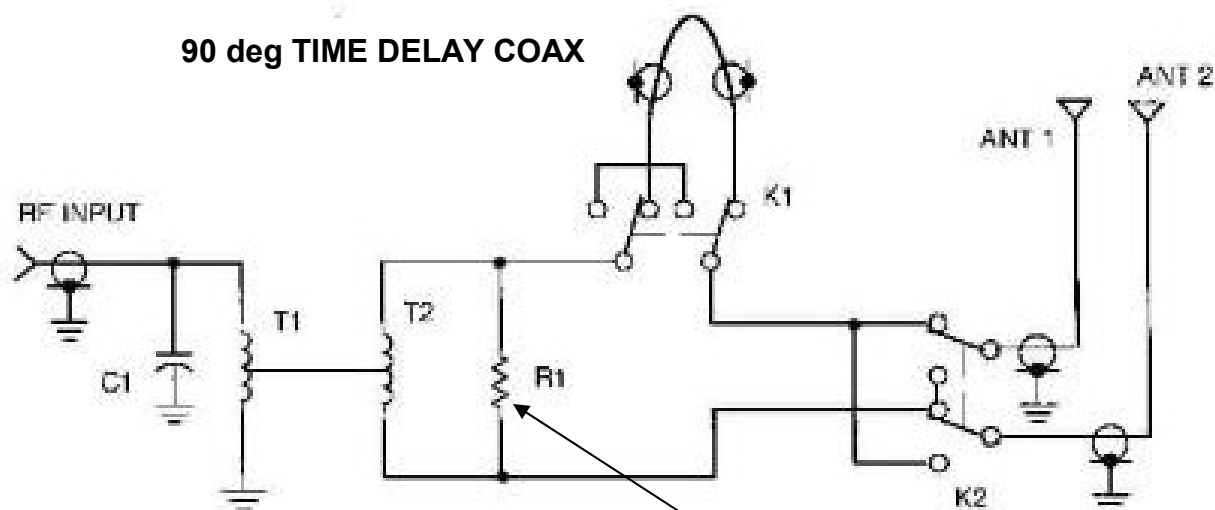 90 deg TIME DELAY COAX
ANT 2
ANT 1
K1
RF INPUT
T1
T2
C1
R1
K2